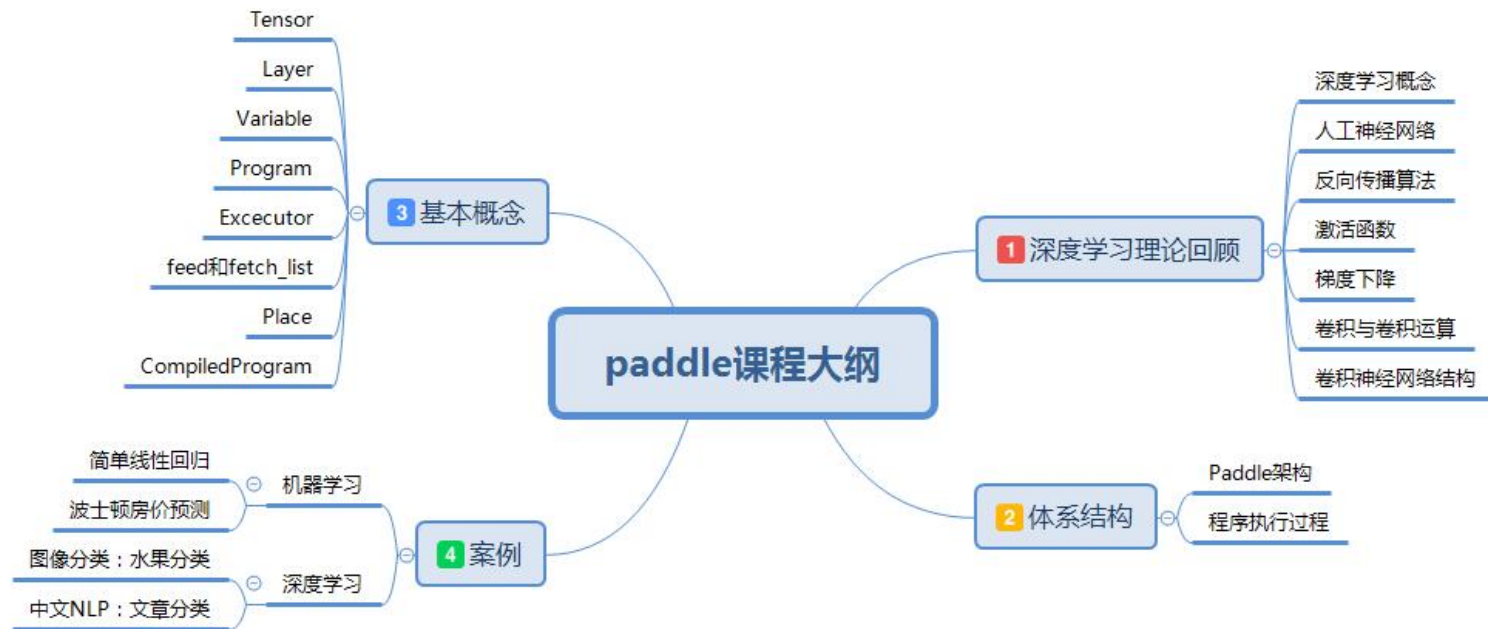 paddle课程大纲
1 深度学习理论回顾
深度学习概念
人工神经网络
反向传播算法
激活函数
梯度下降
卷积与卷积运算
卷积神经网络结构
2 体系结构
Paddle架构
程序执行过程
3 基本概念
Tensor
Layer
Variable
Program
Excecutor
feed和fetch_list
Place
CompiledProgram
4 案例
机器学习
简单线性回归
波士顿房价预测
深度学习
图像分类：水果分类
中文NLP：文章分类